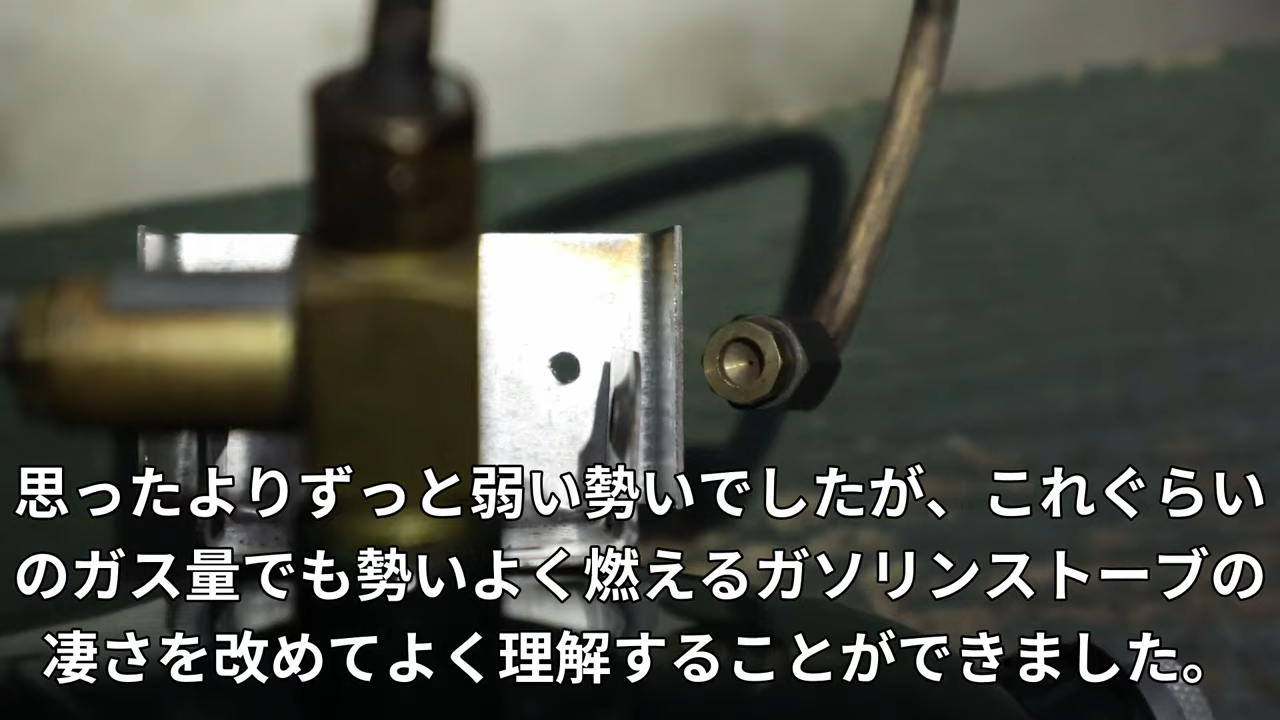 思ったよりずっと弱い勢いでしたが、これぐらい
のガス量でも勢いよく燃えるガソリンストーブの
凄さを改めてよく理解することができました。